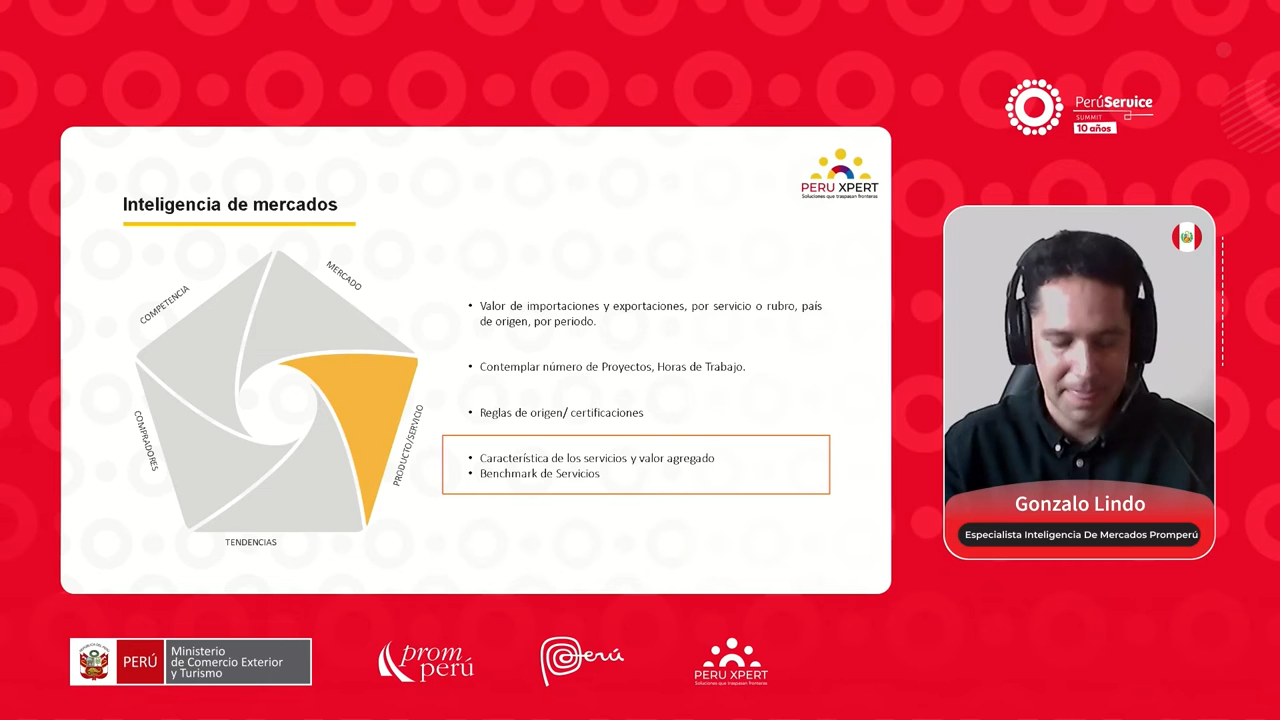 PerúService
SUMMIT
10 años
PERU XPERT
Soluciones que traspasan fronteras
Inteligencia de mercados
COMPETENCIA
MERCADO
COMPRADORES
PRODUCTO/SERVICIO
TENDENCIAS
• Valor de importaciones y exportaciones, por servicio o rubro, país
de origen, por periodo.
• Contemplar número de Proyectos, Horas de Trabajo.
• Reglas de origen/ certificaciones
• Característica de los servicios y valor agregado
• Benchmark de Servicios
Gonzalo Lindo
Especialista Inteligencia De Mercados Promperú
PERÚ
Ministerio
de Comercio Exterior
y Turismo
prom
perú
Perú
PERU XPERT
Soluciones que traspasan fronteras